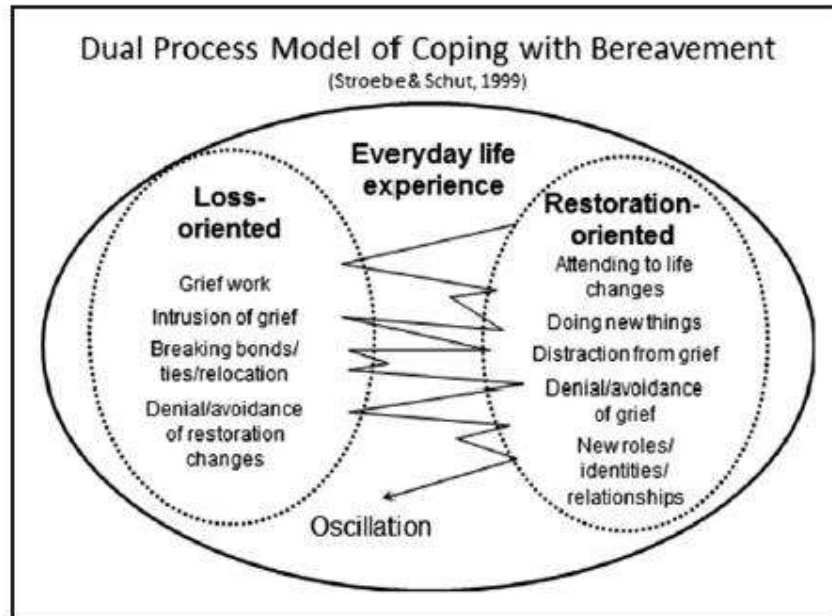 Dual Process Model of Coping with Bereavement
(Stroebe & Schut, 1999)
Everyday life
experience
Loss-
oriented
Grief work
Intrusion of grief
Breaking bonds/
ties/relocation
Denial/avoidance
of restoration
changes
Restoration-
oriented
Attending to life
changes
Doing new things
Distraction from grief
Denial/avoidance
of grief
New roles/
identities/
relationships
Oscillation